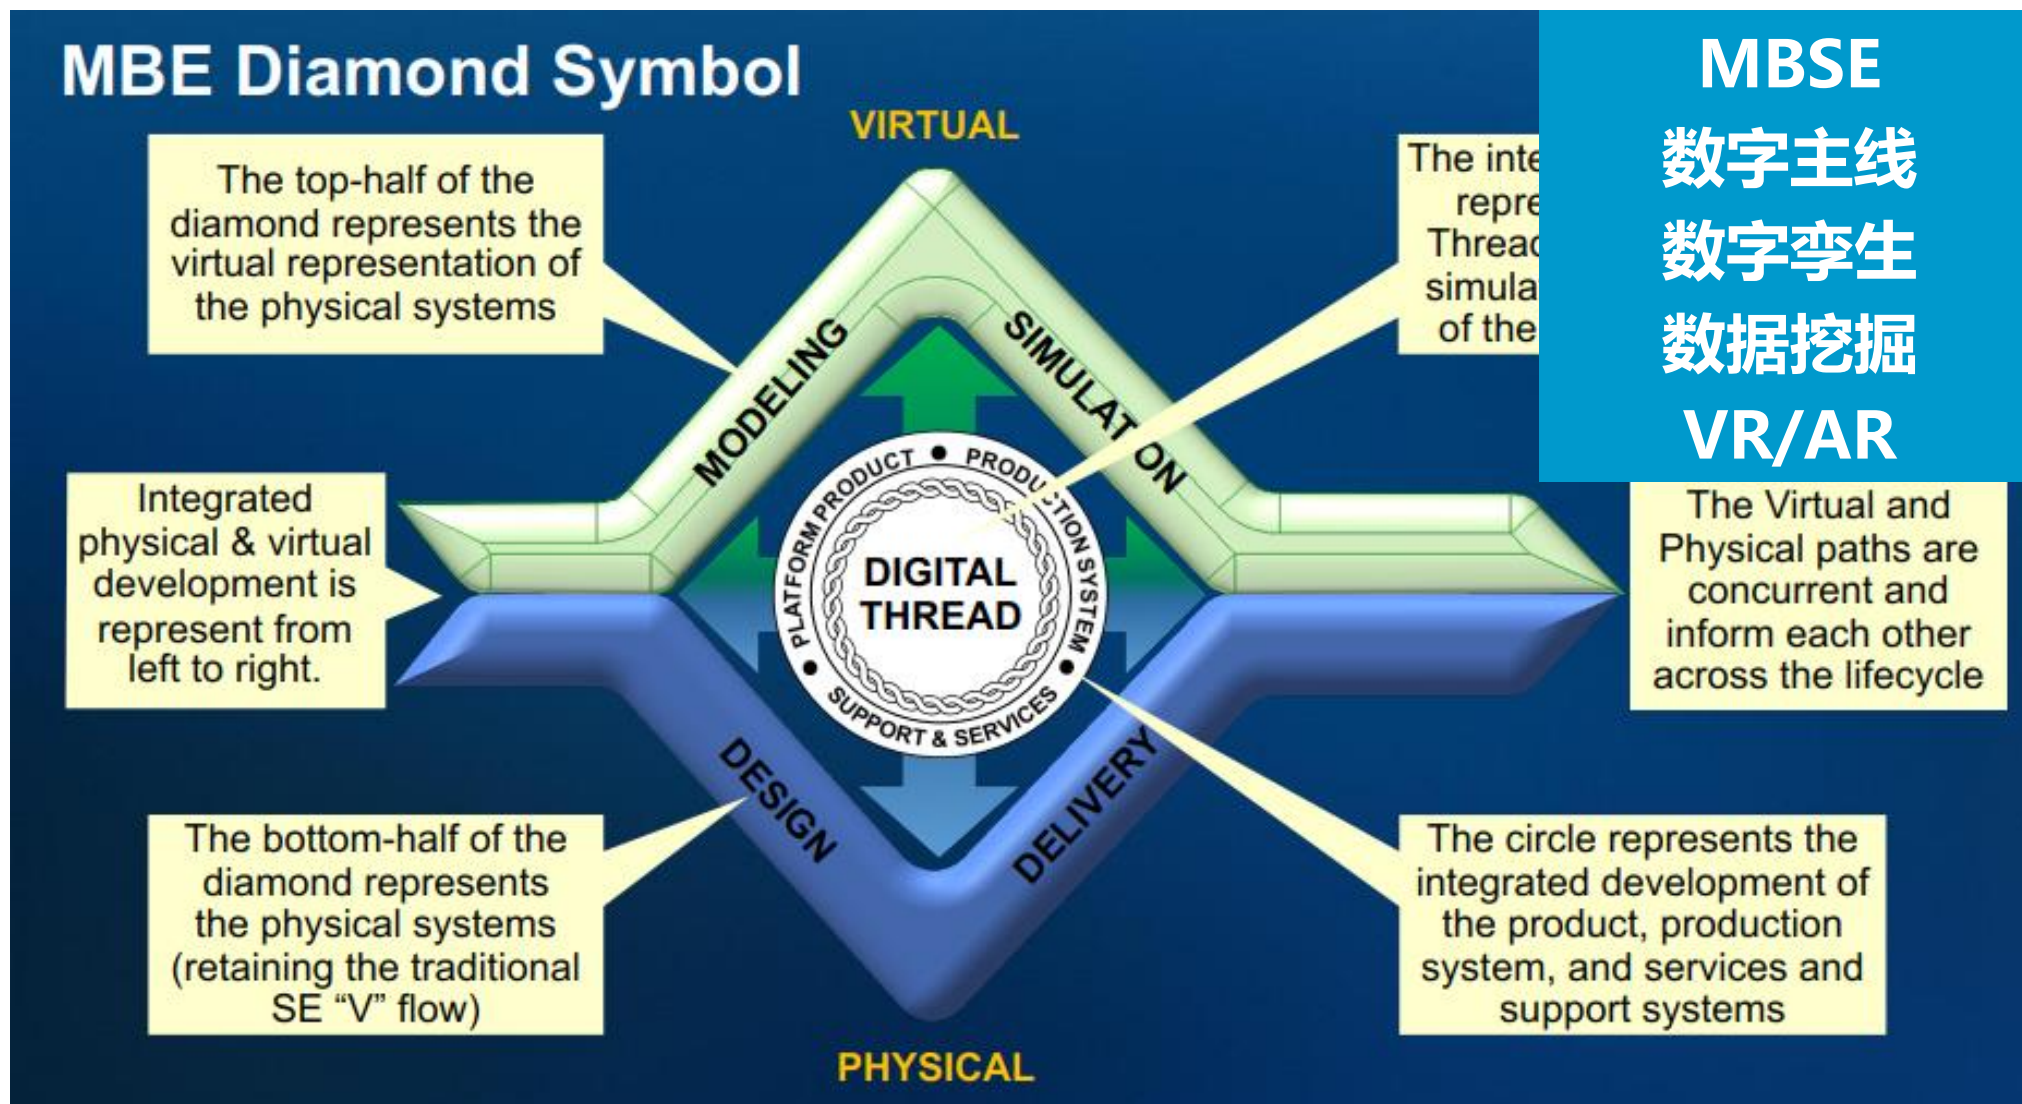 MBE Diamond Symbol
VIRTUAL
The top-half of the
diamond represents the
virtual representation of
the physical systems
The inte
repre
Thread
simula
of the
MBSE
数字主线
数字孪生
数据挖掘
VR/AR
MODELING
SIMULATION
Integrated
physical & virtual
development is
represent from
left to right.
PLATFORM PRODUCT
PRODUCTION SYSTEM
SUPPORT & SERVICES
DIGITAL
THREAD
The Virtual and
Physical paths are
concurrent and
inform each other
across the lifecycle
DESIGN
DELIVERY
The bottom-half of the
diamond represents
the physical systems
(retaining the traditional
SE “V” flow)
The circle represents the
integrated development of
the product, production
system, and services and
support systems
PHYSICAL